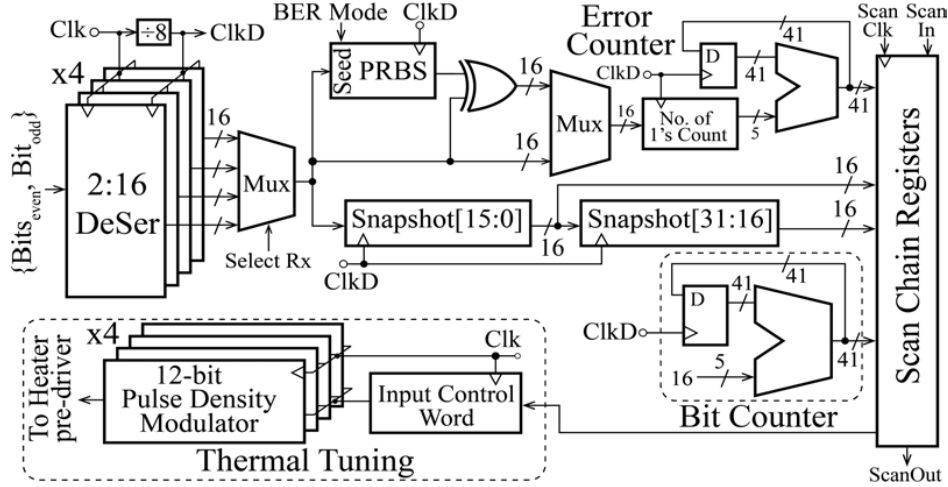 Clk
÷8
ClkD
x4
{Bits_even, Bit_odd}
2:16
DeSer
16
Mux
Select Rx
BER Mode
ClkD
Seed
PRBS
16
16
Mux
16
Error
Counter
ClkD
No. of
1's Count
5
D
41
41
41
Scan
Clk
Scan
In
Scan Chain Registers
ScanOut
Snapshot[15:0]
16
Snapshot[31:16]
16
16
ClkD
D
41
41
41
ClkD
16
5
Bit Counter
To Heater
pre-driver
x4
12-bit
Pulse Density
Modulator
Clk
Input Control
Word
Thermal Tuning